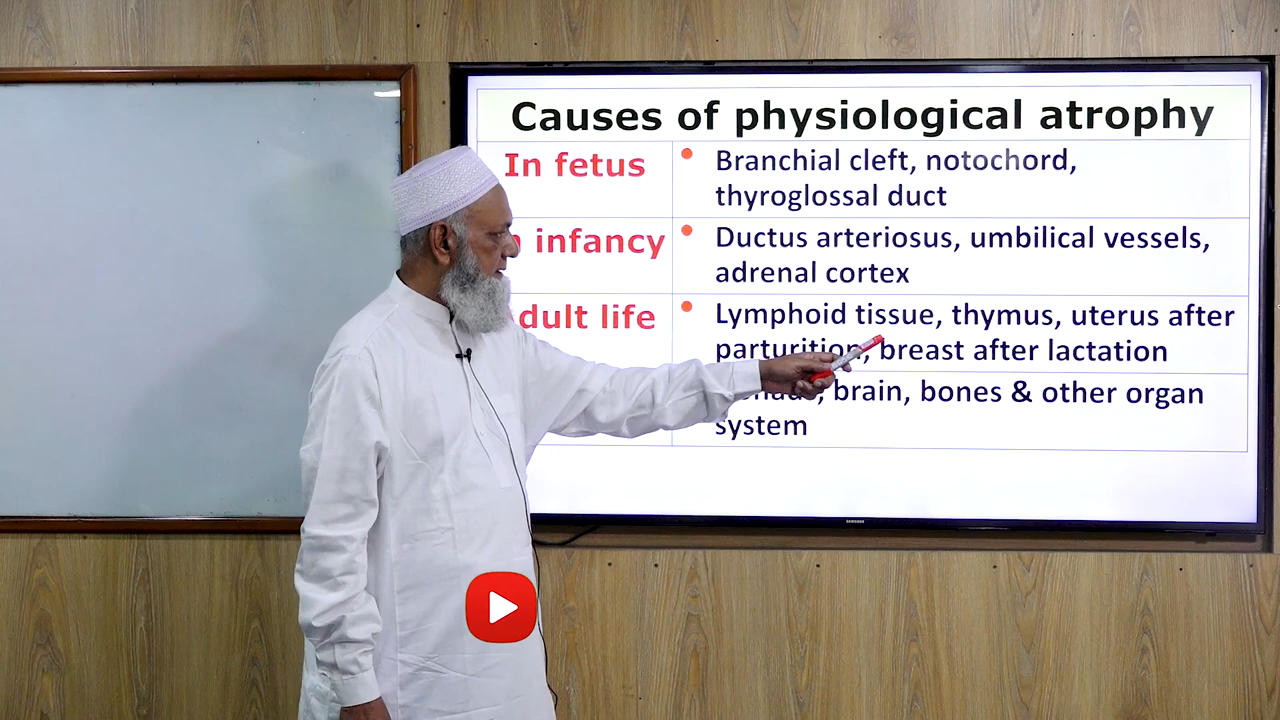 Causes of physiological atrophy
In fetus
Branchial cleft, notochord,
thyroglossal duct
infancy
Ductus arteriosus, umbilical vessels,
adrenal cortex
life
Lymphoid tissue, thymus, uterus after
parturition, breast after lactation
brain, bones & other organ
system
SAMSUNG